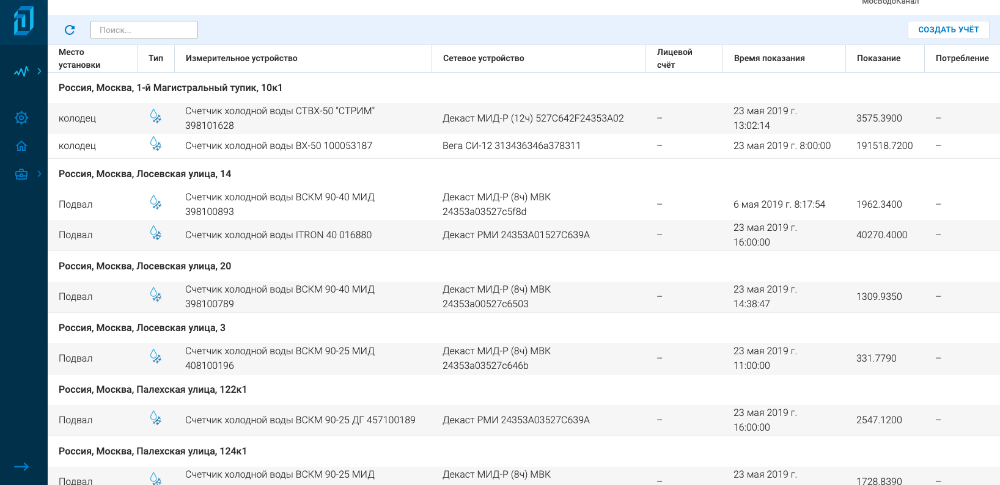 МосВодоКанал
Поиск...
СОЗДАТЬ УЧЁТ
Место установки
Тип
Измерительное устройство
Сетевое устройство
Лицевой счёт
Время показания
Показание
Потребление
Россия, Москва, 1-й Магистральный тупик, 10к1
колодец
Счетчик холодной воды СТВХ-50 "СТРИМ"
398101628
Декаст МИД-Р (12ч) 527C642F24353A02
–
23 мая 2019 г.
13:02:14
3575.3900
–
колодец
Счетчик холодной воды ВХ-50 100053187
Вега СИ-12 313436346a378311
–
23 мая 2019 г. 8:00:00
191518.7200
–
Россия, Москва, Лосевская улица, 14
Подвал
Счетчик холодной воды ВСКМ 90-40 МИД
398100893
Декаст МИД-Р (8ч) МВК
24353a03527c5f8d
–
6 мая 2019 г. 8:17:54
1962.3400
–
Подвал
Счетчик холодной воды ITRON 40 016880
Декаст РМИ 24353A01527C639A
–
23 мая 2019 г.
16:00:00
40270.4000
–
Россия, Москва, Лосевская улица, 20
Подвал
Счетчик холодной воды ВСКМ 90-40 МИД
398100789
Декаст МИД-Р (8ч) МВК
24353a00527c6503
–
23 мая 2019 г.
14:38:47
1309.9350
–
Россия, Москва, Лосевская улица, 3
Подвал
Счетчик холодной воды ВСКМ 90-25 МИД
408100196
Декаст МИД-Р (8ч) МВК
24353a03527c646b
–
23 мая 2019 г.
11:00:00
331.7790
–
Россия, Москва, Палехская улица, 122к1
Подвал
Счетчик холодной воды ВСКМ 90-25 ДГ 457100189
Декаст РМИ 24353A03527C639A
–
23 мая 2019 г.
16:00:00
2547.1200
–
Россия, Москва, Палехская улица, 124к1
Подвал
Счетчик холодной воды ВСКМ 90-25 МИД
Декаст МИД-Р (8ч) МВК
–
23 мая 2019 г.
1728.8390
–